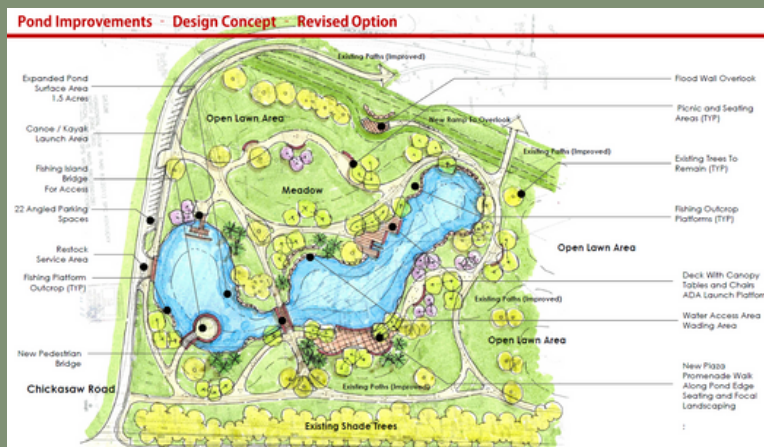 Pond Improvements - Design Concept - Revised Option
Existing Paths (Improved)
Expanded Pond
Surface Area
1.5 Acres
Canoe / Kayak
Launch Area
Fishing Island
Bridge
For Access
22 Angled Parking
Spaces
Restock
Service Area
Fishing Platform
Outcrop (TYP)
New Pedestrian
Bridge
Chickasaw Road
Open Lawn Area
New Ramp To Overlook
Existing Paths (Improved)
Meadow
Open Lawn Area
Existing Paths (Improved)
Open Lawn Area
Existing Paths (Improved)
Existing Shade Trees
Flood Wall Overlook
Picnic and Seating
Areas (TYP)
Existing Trees To
Remain (TYP)
Fishing Outcrop
Platforms (TYP)
Deck With Canopy
Tables and Chairs
ADA Launch Platform
Water Access Area
Wading Area
New Plaza
Promenade Walk
Along Pond Edge
Seating and Focal
Landscaping
: